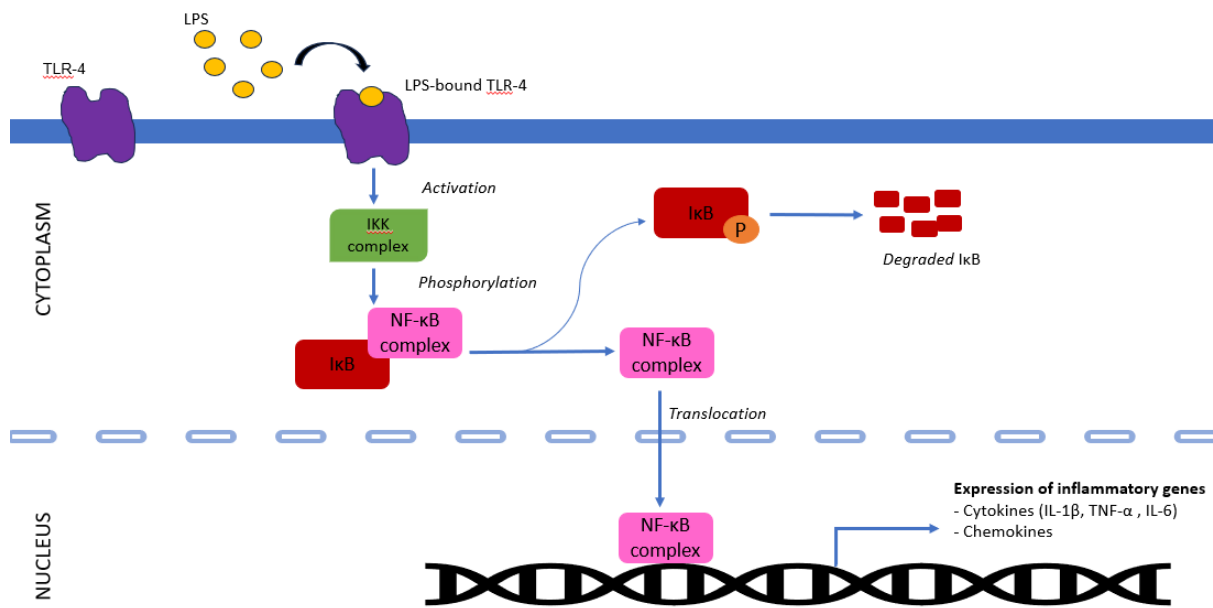 LPS
TLR-4
LPS-bound TLR-4
CYTOPLASM
Activation
IKK
complex
IκB
P
Degraded IκB
Phosphorylation
NF-κB
complex
IκB
NF-κB
complex
Translocation
NUCLEUS
NF-κB
complex
Expression of inflammatory genes
- Cytokines (IL-1β, TNF-α , IL-6)
- Chemokines